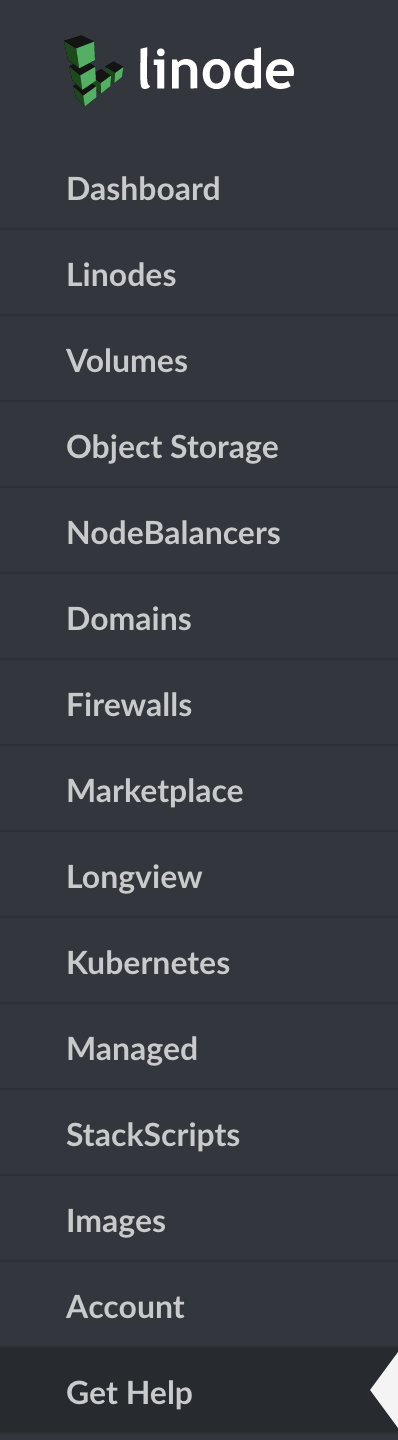 linode
Dashboard
Linodes
Volumes
Object Storage
NodeBalancers
Domains
Firewalls
Marketplace
Longview
Kubernetes
Managed
StackScripts
Images
Account
Get Help